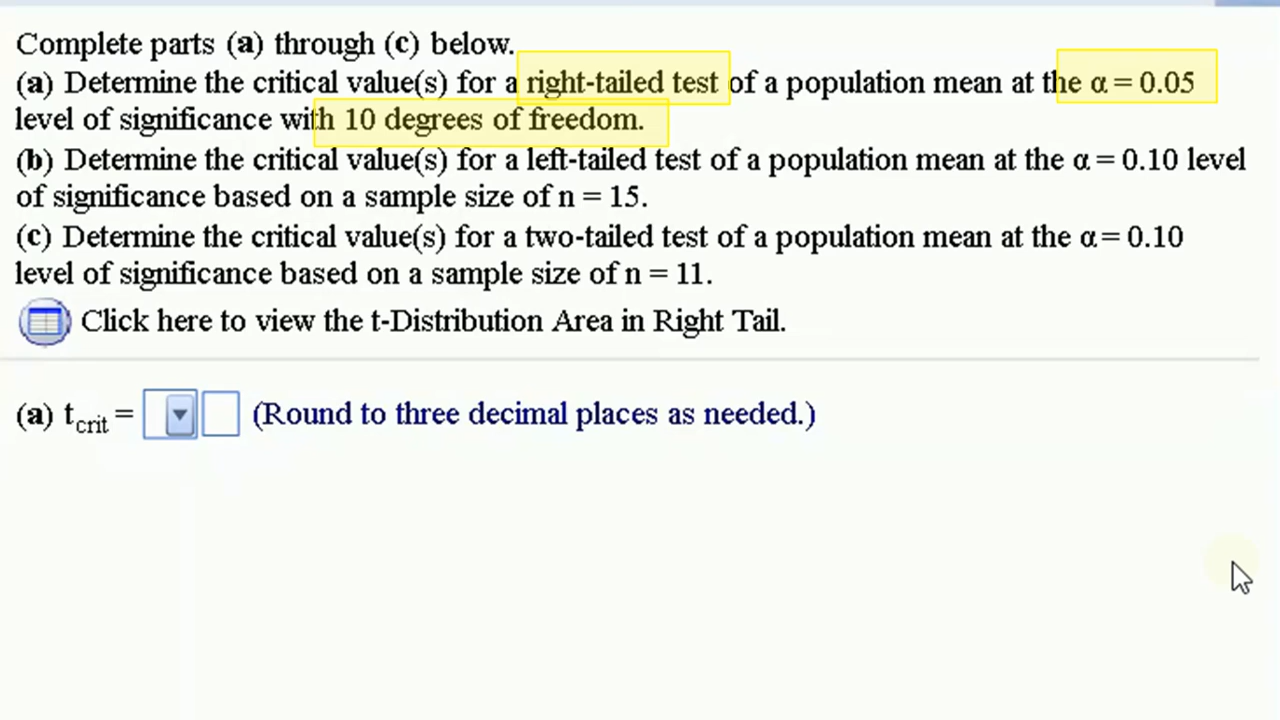 Complete parts (a) through (c) below.
(a) Determine the critical value(s) for a right-tailed test of a population mean at the α = 0.05
level of significance with 10 degrees of freedom.
(b) Determine the critical value(s) for a left-tailed test of a population mean at the α = 0.10 level
of significance based on a sample size of n = 15.
(c) Determine the critical value(s) for a two-tailed test of a population mean at the α = 0.10
level of significance based on a sample size of n = 11.
Click here to view the t-Distribution Area in Right Tail.
(a) tcrit = (Round to three decimal places as needed.)